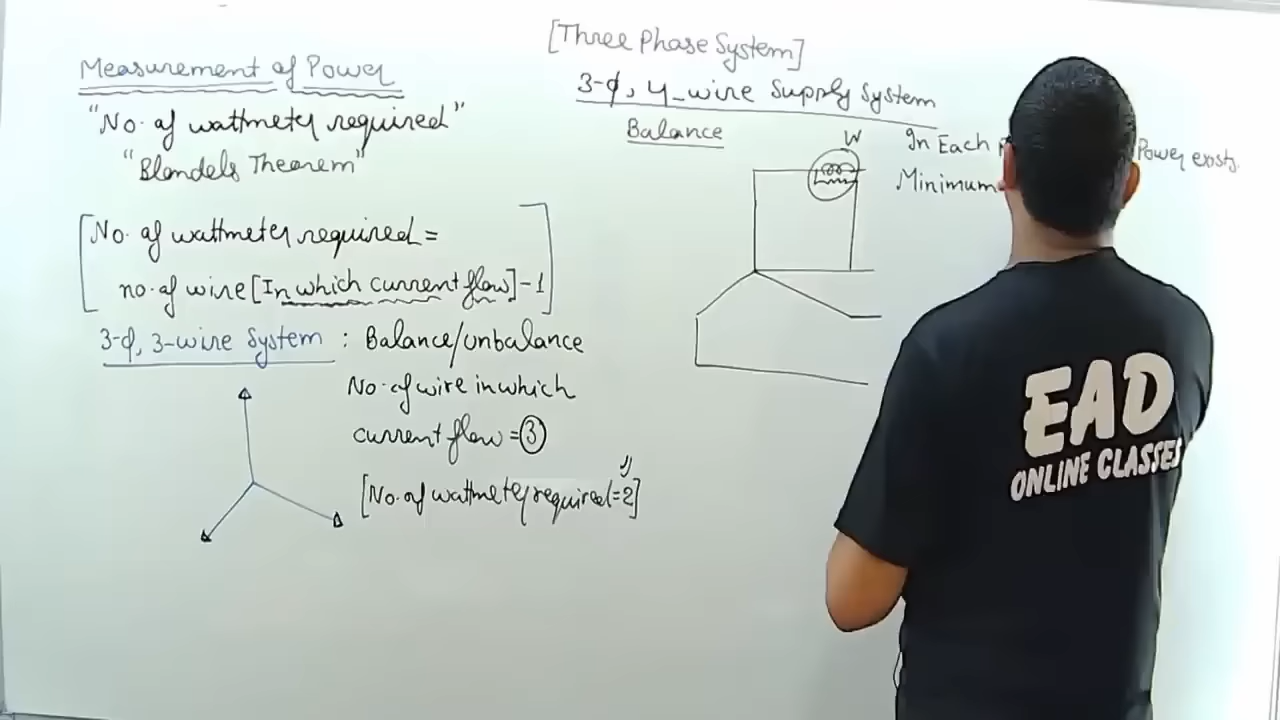 [Three Phase System]
Measurement of Power
"No. of wattmeter required"
"Blondels Theorem"
[No. of wattmeter required =
no. of wire [In which current flow] - 1]
3-ϕ, 3-wire System : Balance/unbalance
No. of wire in which
current flow = ③
[No. of wattmeter required = 2]
3-ϕ, 4-wire Supply System
Balance
W
In Each
Power exists.
Minimum
EAD
ONLINE CLASSES